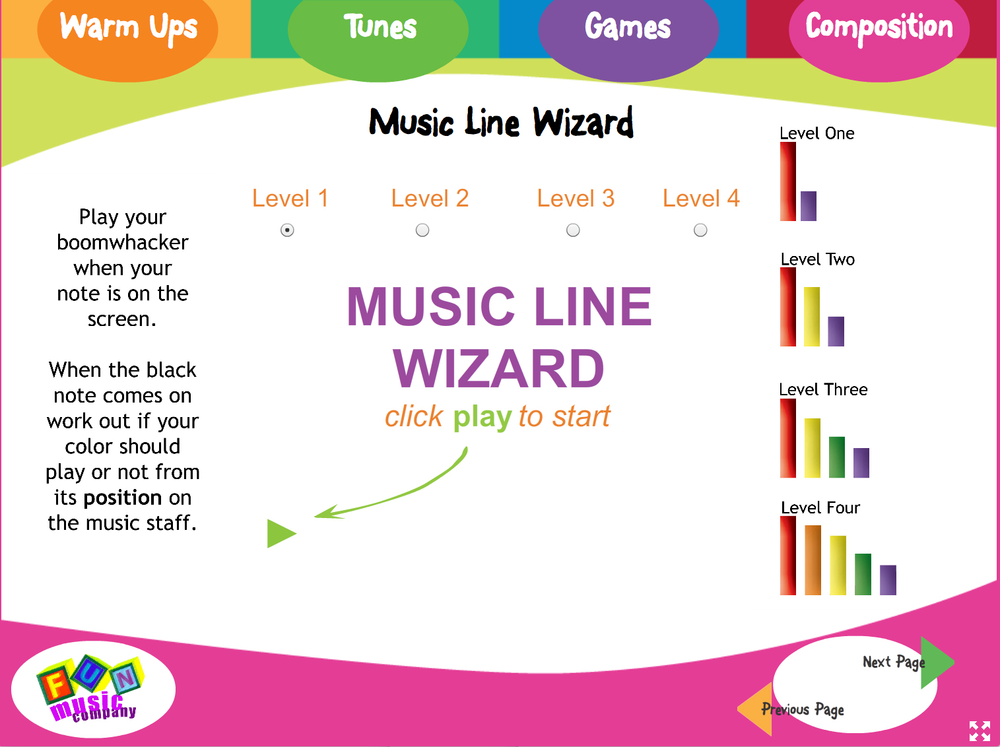 Warm Ups
Tunes
Games
Composition
Music Line Wizard
Level 1
Level 2
Level 3
Level 4
Play your
boomwhacker
when your
note is on the
screen.
When the black
note comes on
work out if your
color should
play or not from
its position on
the music staff.
MUSIC LINE
WIZARD
click play to start
Level One
Level Two
Level Three
Level Four
FUN
music
company
Next Page
Previous Page